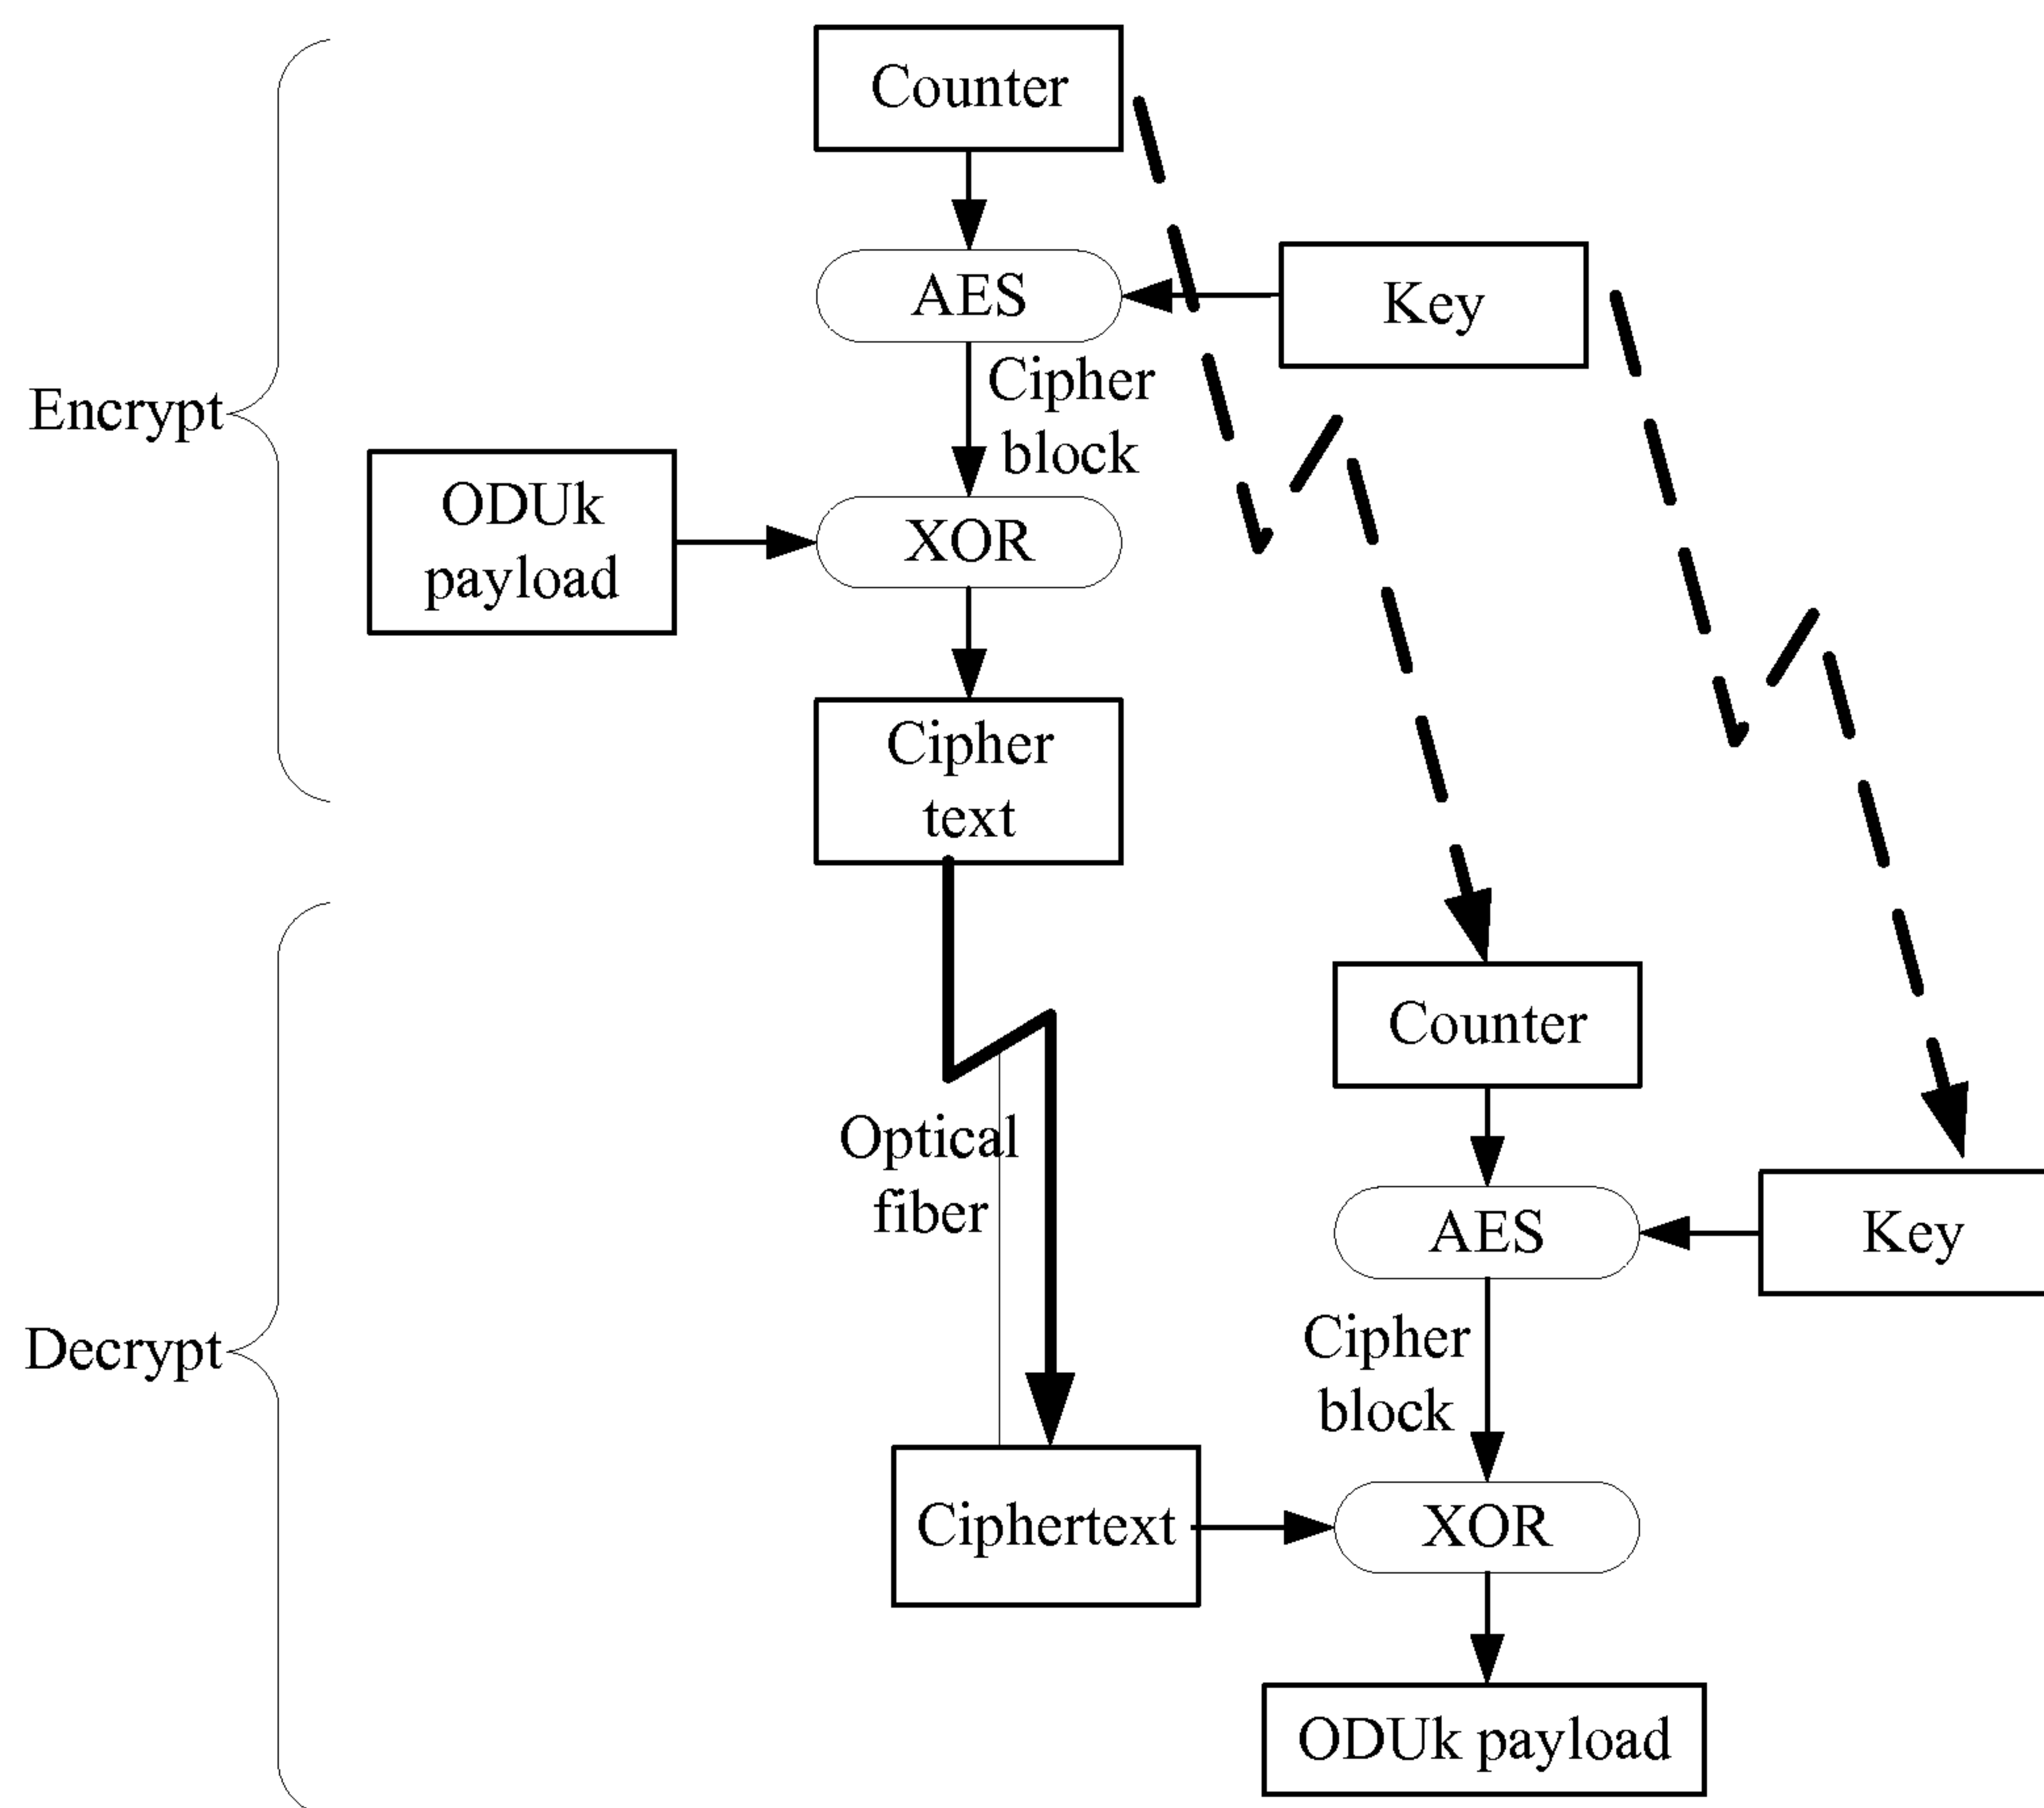 Counter
AES
Key
Cipher
block
Encrypt
ODUk
payload
XOR
Cipher
text
Counter
Optical
fiber
AES
Key
Decrypt
Cipher
block
Ciphertext
XOR
ODUk payload